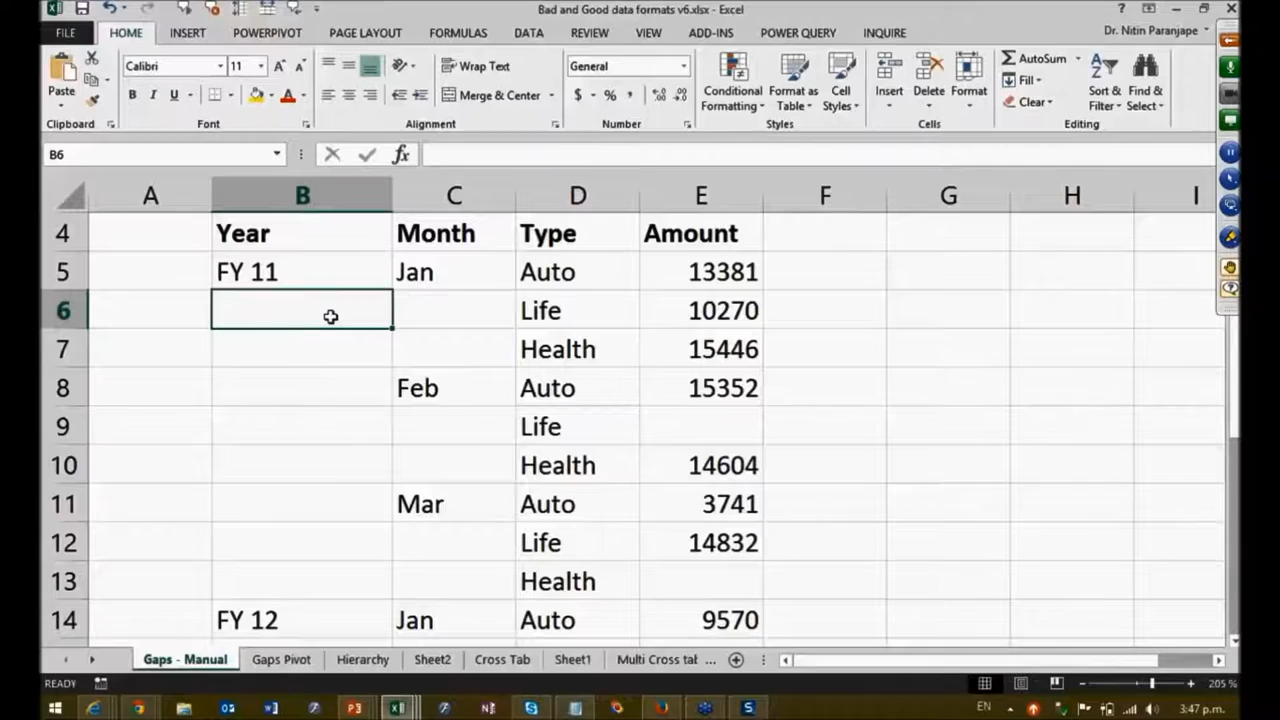 Bad and Good data formats v6.xlsx - Excel
FILE HOME INSERT POWERPIVOT PAGE LAYOUT FORMULAS DATA REVIEW VIEW ADD-INS POWER QUERY INQUIRE Dr. Nitin Paranjape
Paste
Calibri 11
Wrap Text
General
Conditional Formatting
Format as Table
Cell Styles
Insert
Delete
Format
AutoSum
Fill
Clear
Sort & Filter
Find & Select
B I U
Merge & Center
$ % ,
Clipboard Font Alignment Number Styles Cells Editing
B6 fx
A B C D E F G H I
4 Year Month Type Amount
5 FY 11 Jan Auto 13381
6 Life 10270
7 Health 15446
8 Feb Auto 15352
9 Life
10 Health 14604
11 Mar Auto 3741
12 Life 14832
13 Health
14 FY 12 Jan Auto 9570
Gaps - Manual Gaps Pivot Hierarchy Sheet2 Cross Tab Sheet1 Multi Cross tal ...
READY 205 %
EN 3:47 p.m.